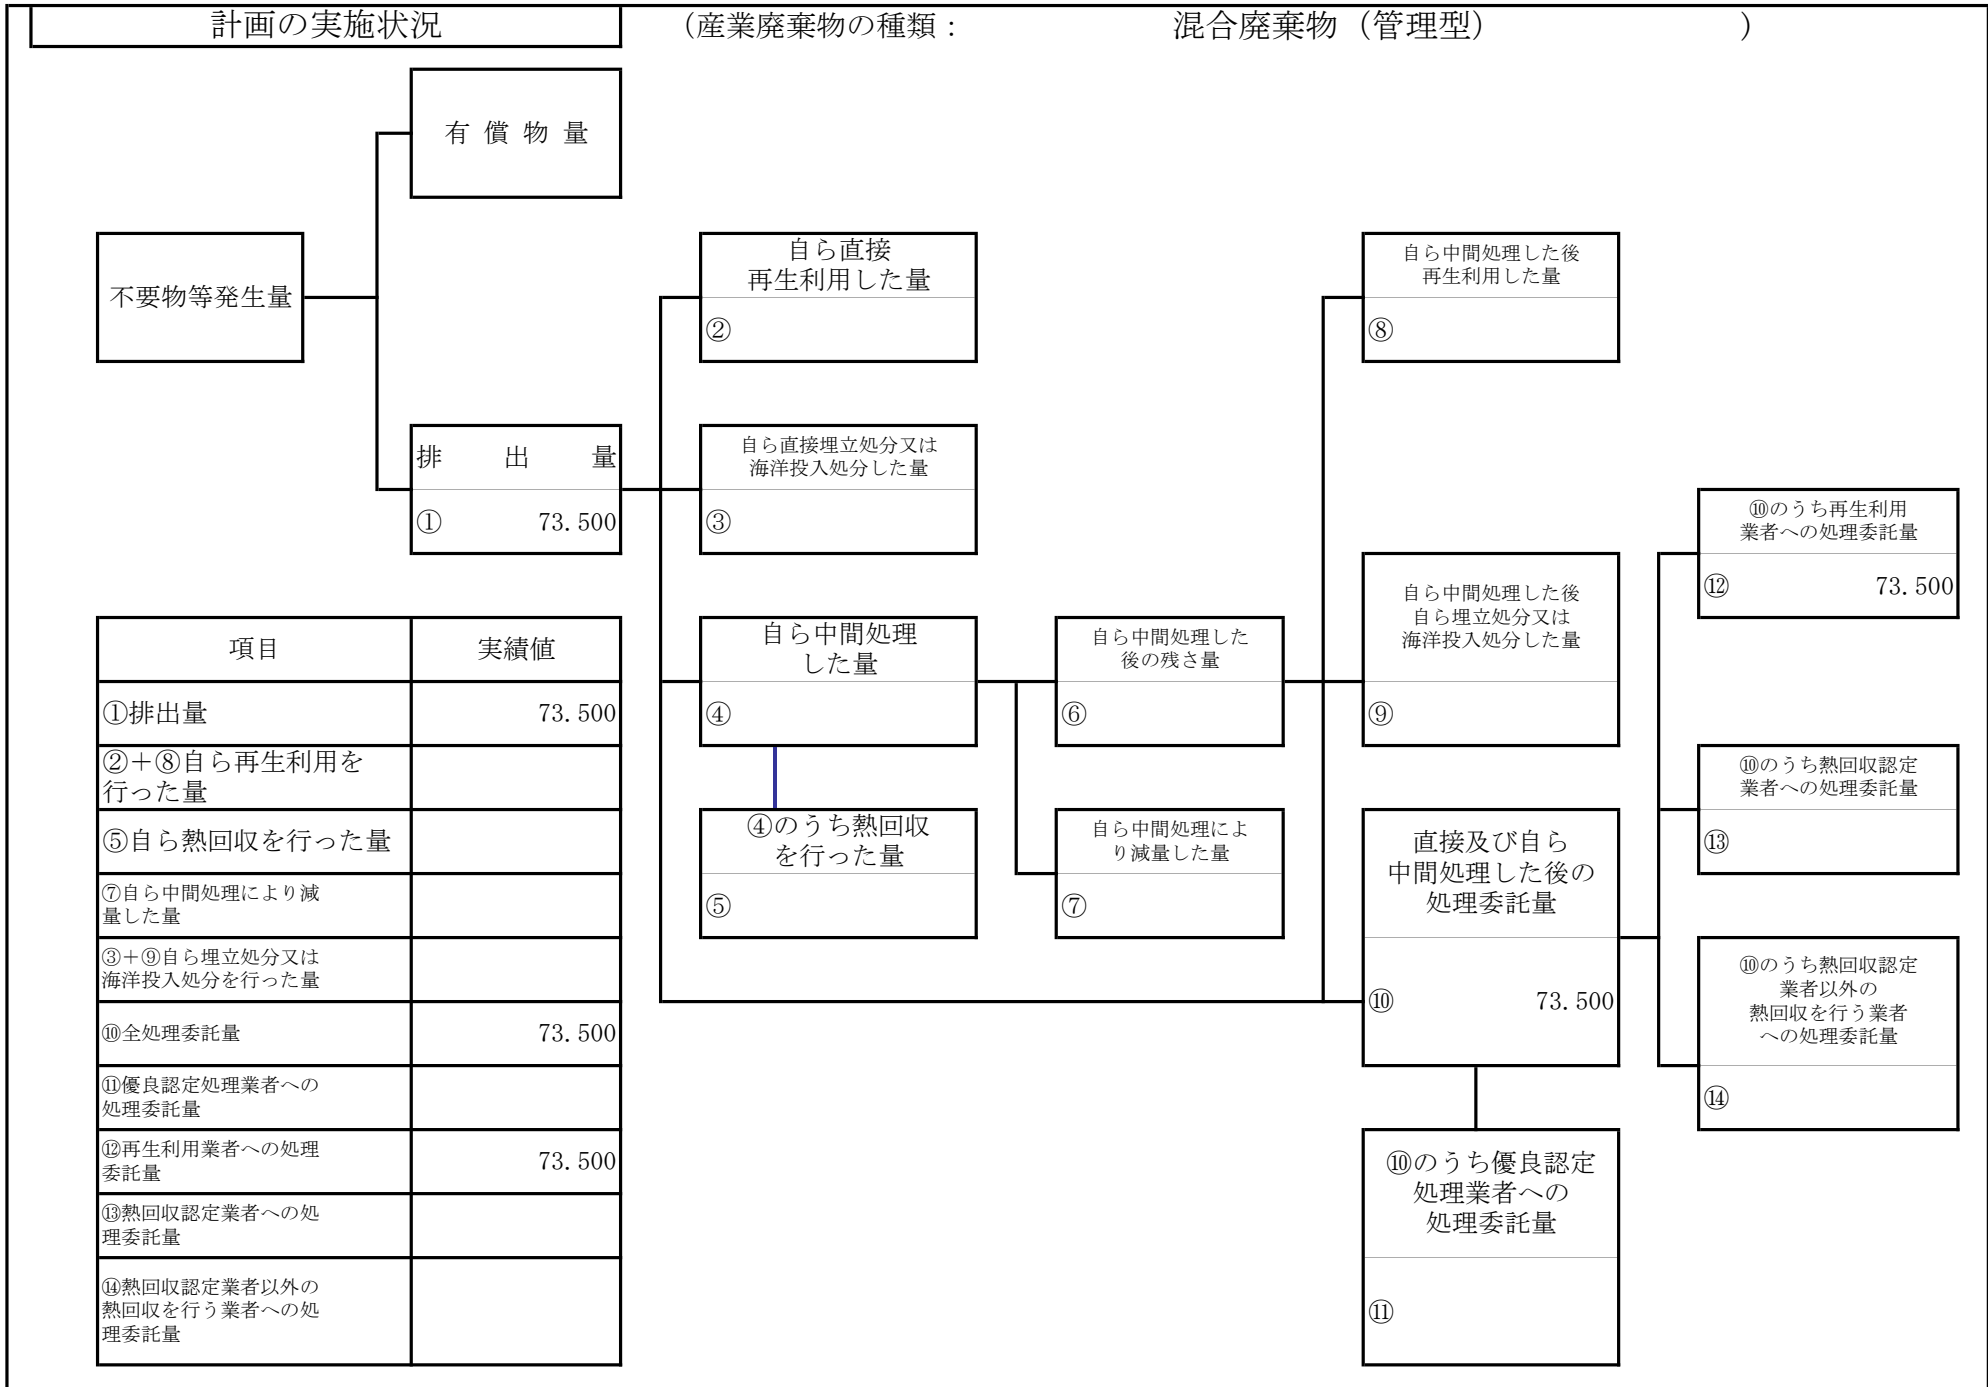 計画の実施状況
（産業廃棄物の種類： 混合廃棄物（管理型） ）
有 償 物 量
不要物等発生量
排 出 量
① 73.500
自ら直接
再生利用した量
②
自ら直接埋立処分又は
海洋投入処分した量
③
自ら中間処理
した量
④
④のうち熱回収
を行った量
⑤
自ら中間処理した
後の残さ量
⑥
自ら中間処理によ
り減量した量
⑦
自ら中間処理した後
再生利用した量
⑧
自ら中間処理した後
自ら埋立処分又は
海洋投入処分した量
⑨
直接及び自ら
中間処理した後の
処理委託量
⑩ 73.500
⑩のうち優良認定
処理業者への
処理委託量
⑪
⑩のうち再生利用
業者への処理委託量
⑫ 73.500
⑩のうち熱回収認定
業者への処理委託量
⑬
⑩のうち熱回収認定
業者以外の
熱回収を行う業者
への処理委託量
⑭
項目 実績値
①排出量 73.500
②＋⑧自ら再生利用を
行った量
⑤自ら熱回収を行った量
⑦自ら中間処理により減
量した量
③＋⑨自ら埋立処分又は
海洋投入処分を行った量
⑩全処理委託量 73.500
⑪優良認定処理業者への
処理委託量
⑫再生利用業者への処理
委託量 73.500
⑬熱回収認定業者への処
理委託量
⑭熱回収認定業者以外の
熱回収を行う業者への処
理委託量